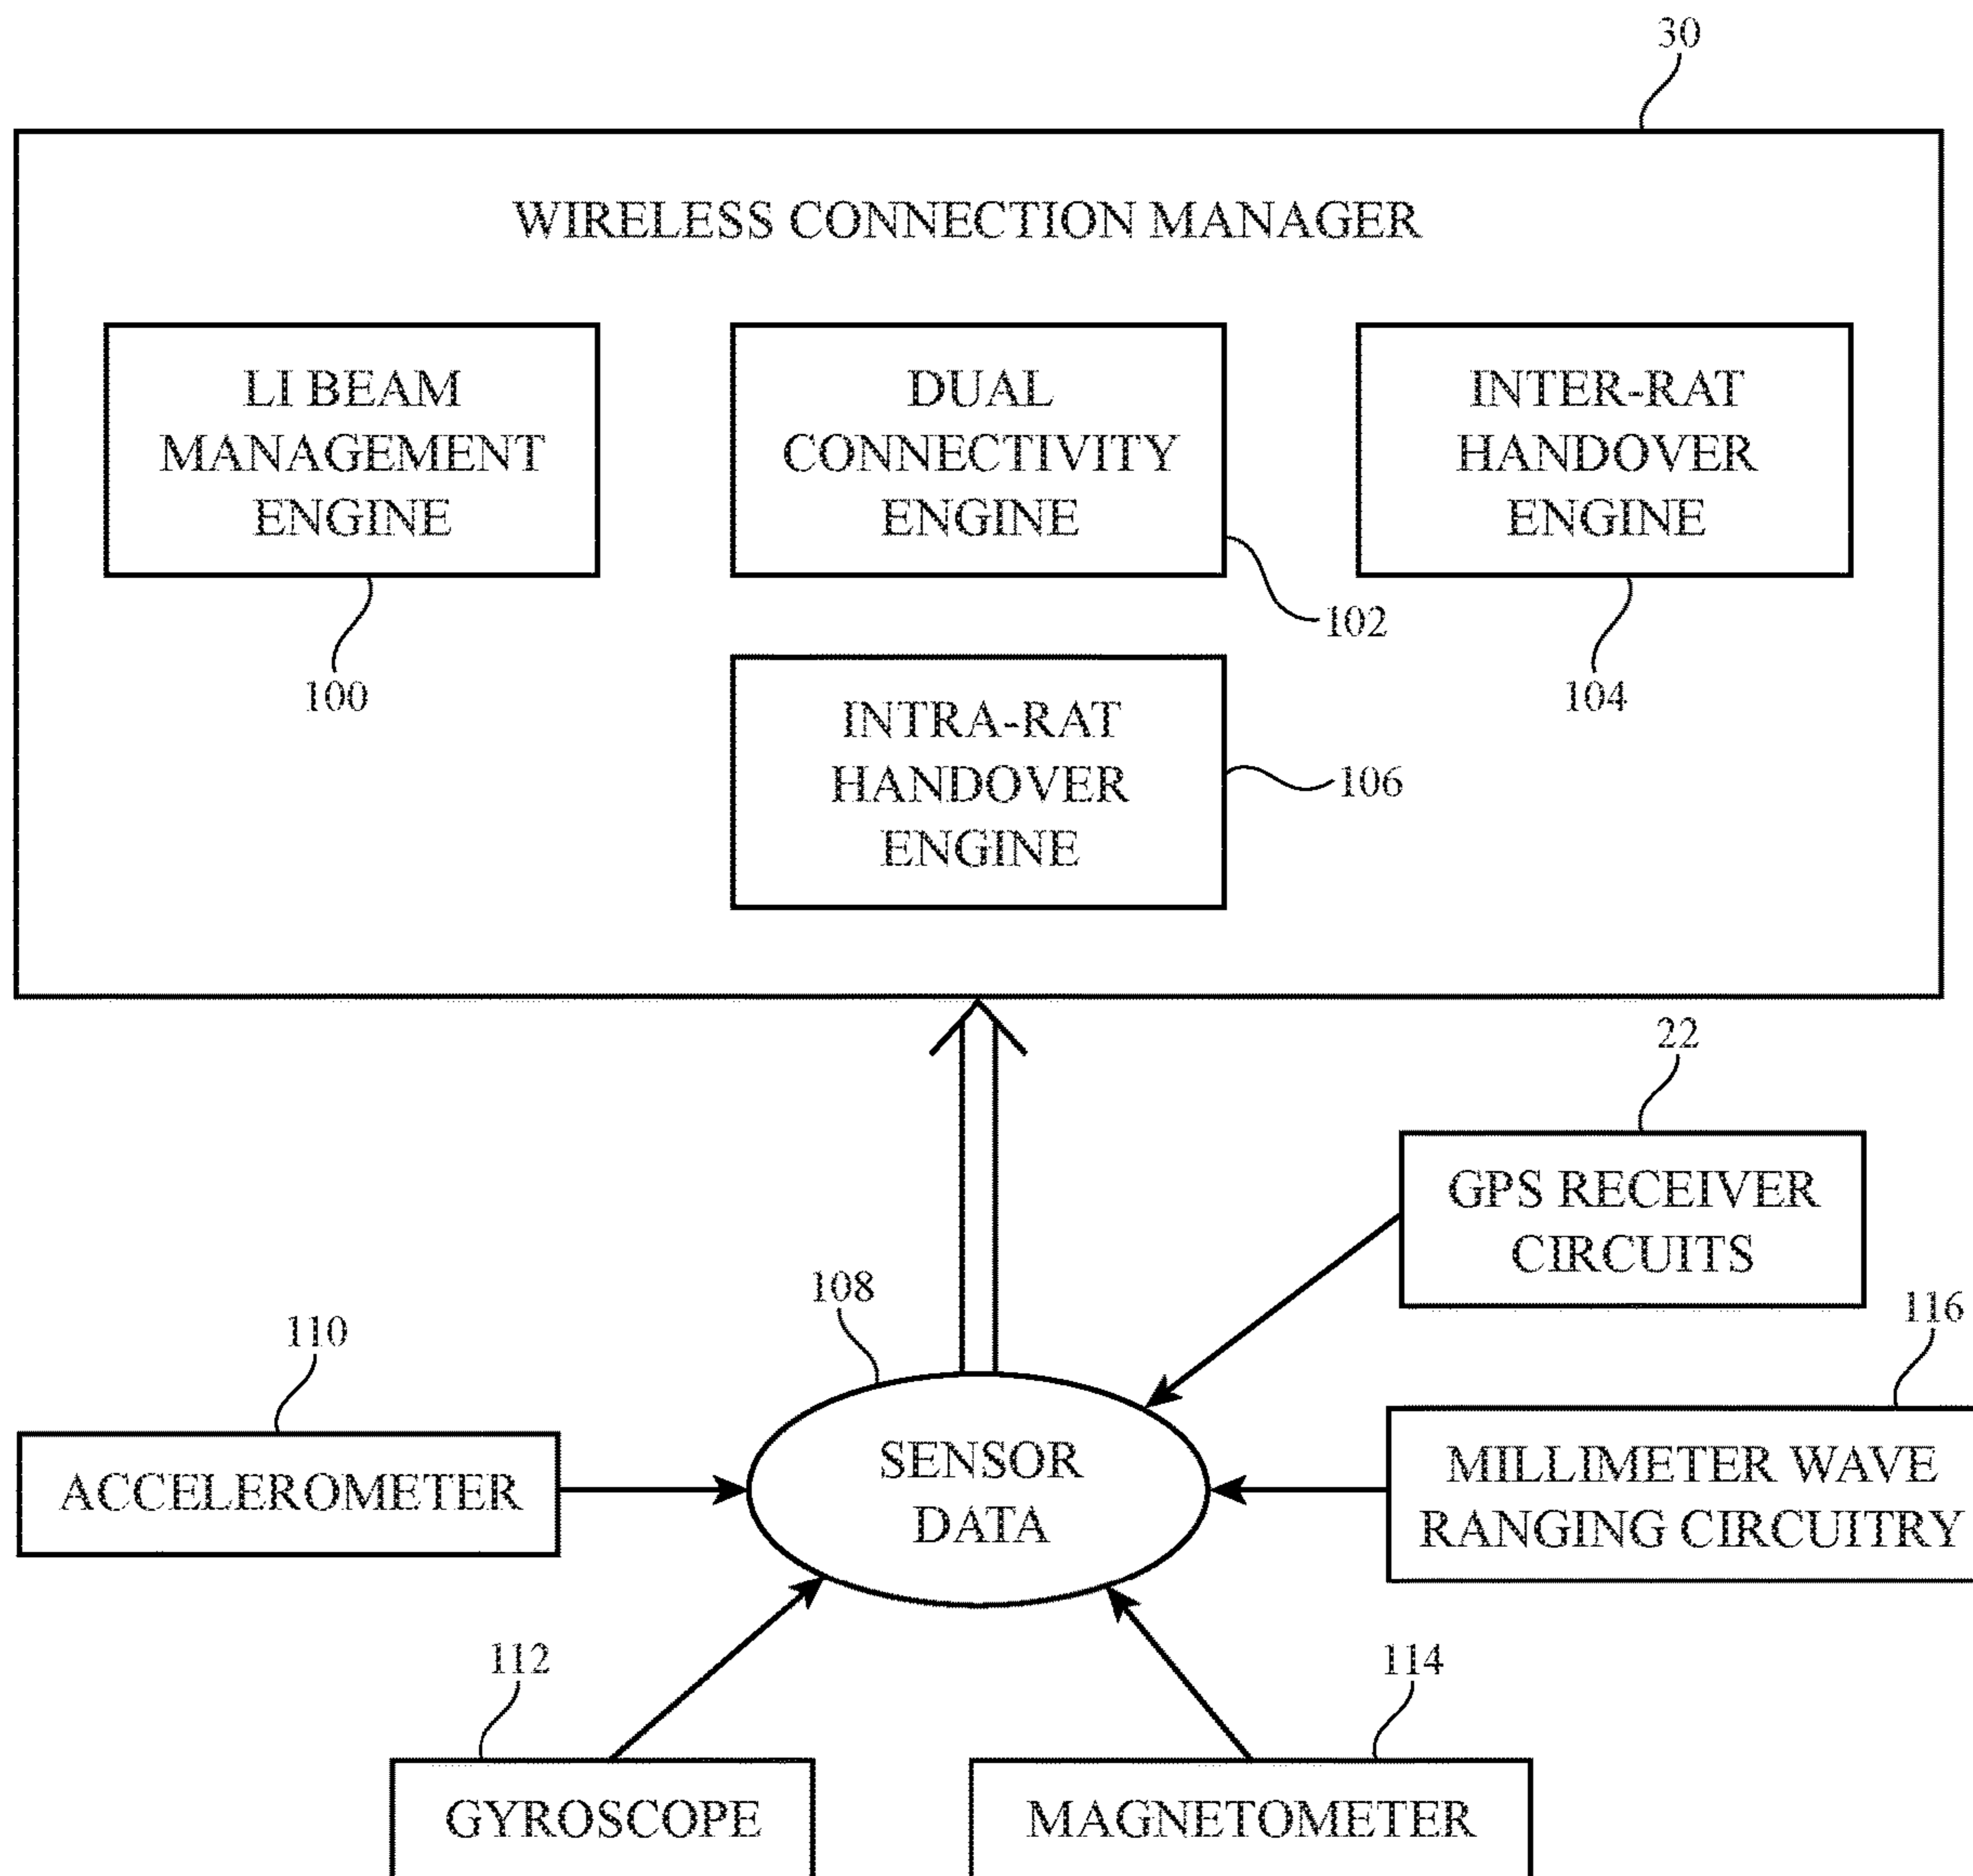 30
WIRELESS CONNECTION MANAGER
LI BEAM
MANAGEMENT
ENGINE
100
DUAL
CONNECTIVITY
ENGINE
102
INTER-RAT
HANDOVER
ENGINE
104
INTRA-RAT
HANDOVER
ENGINE
106
22
GPS RECEIVER
CIRCUITS
108
SENSOR
DATA
110
ACCELEROMETER
116
MILLIMETER WAVE
RANGING CIRCUITRY
112
GYROSCOPE
114
MAGNETOMETER